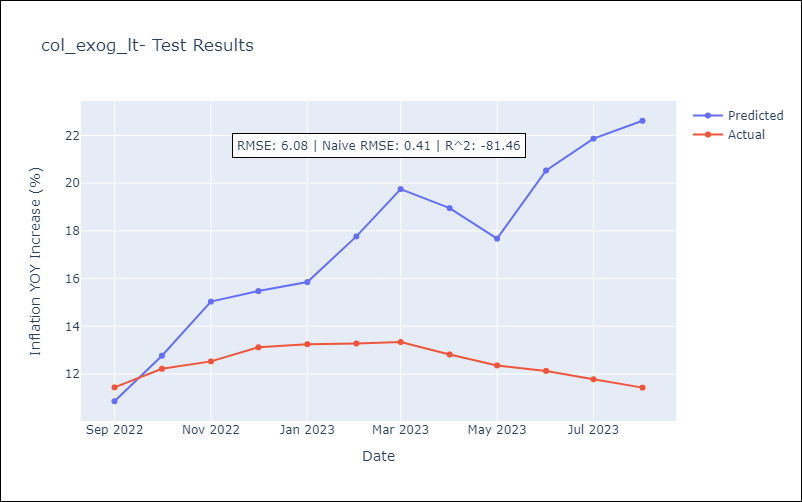 col_exog_lt- Test Results
Predicted
Actual
RMSE: 6.08 | Naive RMSE: 0.41 | R^2: -81.46
Inflation YOY Increase (%)
22
20
18
16
14
12
Sep 2022
Nov 2022
Jan 2023
Mar 2023
May 2023
Jul 2023
Date